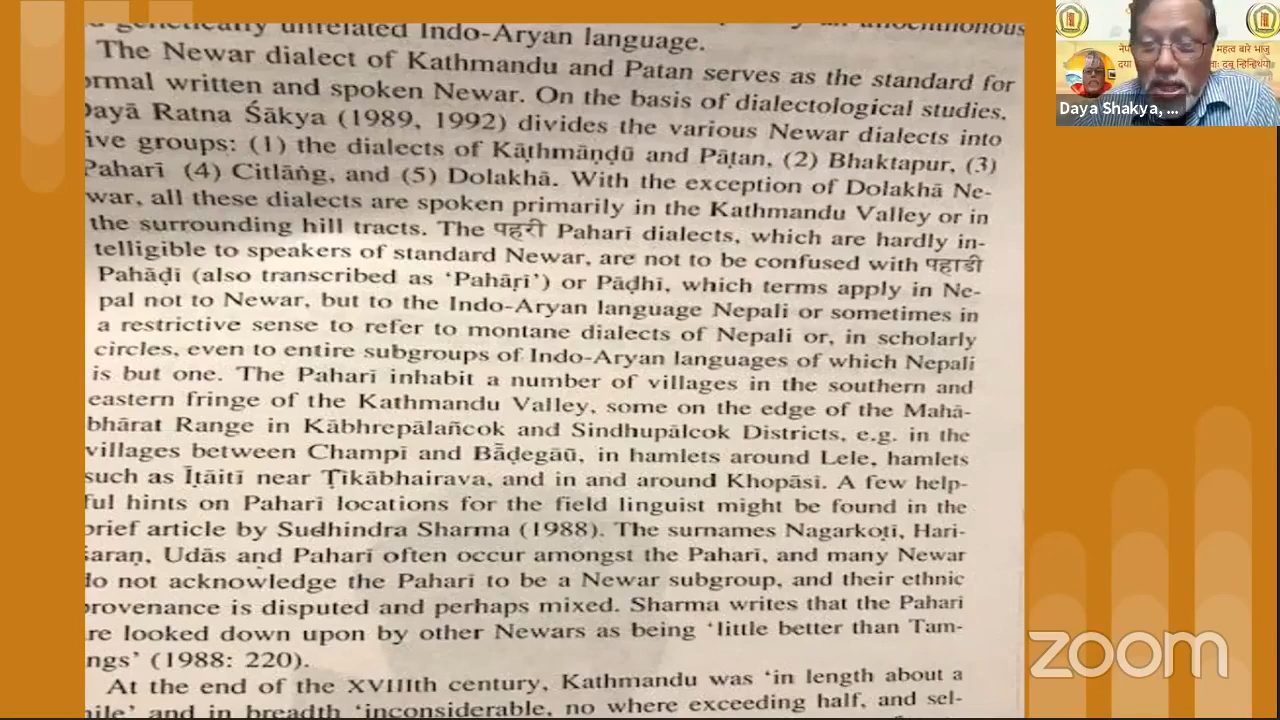 genetically unrelated Indo-Aryan language.
The Newar dialect of Kathmandu and Patan serves as the standard for
ormal written and spoken Newar. On the basis of dialectological studies,
Dayā Ratna Śākya (1989, 1992) divides the various Newar dialects into
ive groups: (1) the dialects of Kāṭhmāṇḍū and Pāṭan, (2) Bhaktapur, (3)
Paharī (4) Citlāṅg, and (5) Dolakhā. With the exception of Dolakhā Ne-
war, all these dialects are spoken primarily in the Kathmandu Valley or in
the surrounding hill tracts. The पहरी Paharī dialects, which are hardly in-
telligible to speakers of standard Newar, are not to be confused with पहाडी
Pahāḍī (also transcribed as ‘Pahāṛī’) or Pāḍhī, which terms apply in Ne-
pal not to Newar, but to the Indo-Aryan language Nepali or sometimes in
a restrictive sense to refer to montane dialects of Nepali or, in scholarly
circles, even to entire subgroups of Indo-Aryan languages of which Nepali
is but one. The Paharī inhabit a number of villages in the southern and
eastern fringe of the Kathmandu Valley, some on the edge of the Mahā-
bhārat Range in Kābhrepālañcok and Sindhupālcok Districts, e.g. in the
villages between Champī and Bā̃ḍegāũ, in hamlets around Lele, hamlets
such as Īṭāiṭī near Ṭīkābhairava, and in and around Khopāsī. A few help-
ful hints on Paharī locations for the field linguist might be found in the
brief article by Sudhindra Sharma (1988). The surnames Nagarkoṭī, Hari-
śaraṇ, Udās and Paharī often occur amongst the Paharī, and many Newar
do not acknowledge the Paharī to be a Newar subgroup, and their ethnic
provenance is disputed and perhaps mixed. Sharma writes that the Paharī
re looked down upon by other Newars as being ‘little better than Tam-
ngs’ (1988: 220).
At the end of the XVIIIth century, Kathmandu was ‘in length about a
mile’ and in breadth ‘inconsiderable, no where exceeding half, and sel-
महत्व बारे भाजु
दया
Daya Shakya, ...
zoom